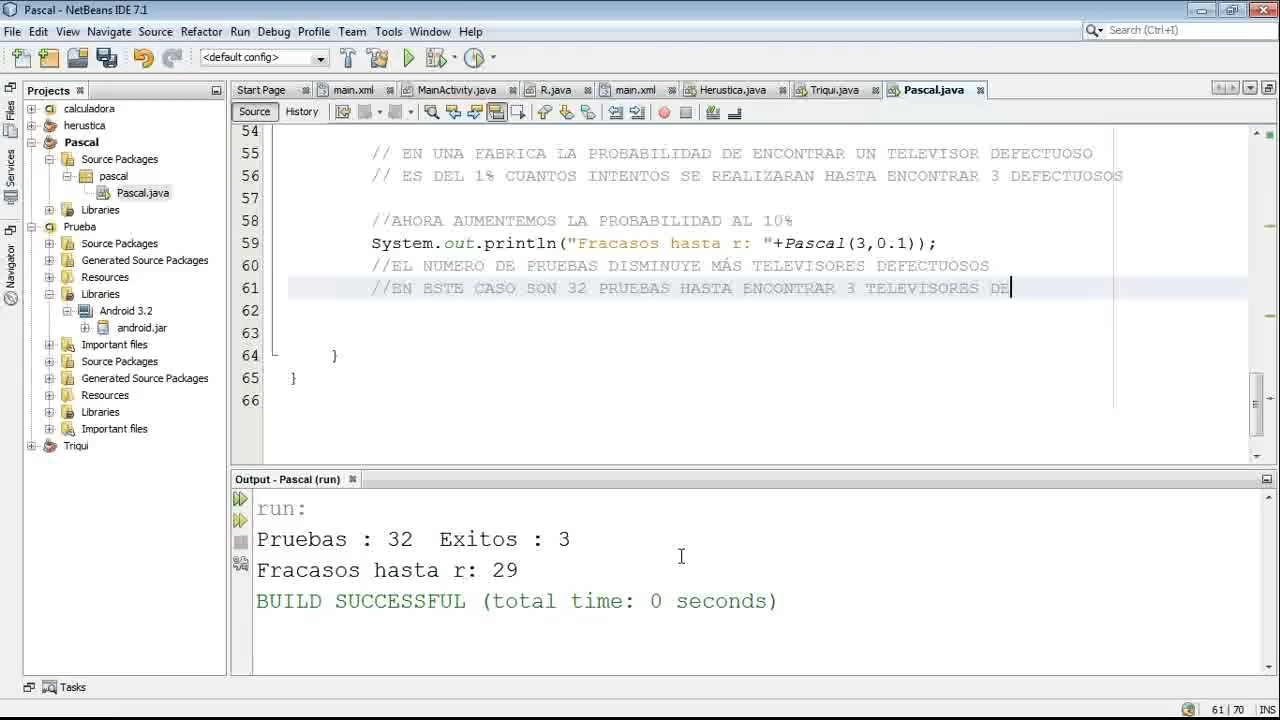 Pascal - NetBeans IDE 7.1
File Edit View Navigate Source Refactor Run Debug Profile Team Tools Window Help
Search (Ctrl+I)
<default config>
Files
Services
Navigator
Projects
calculadora
herustica
Pascal
Source Packages
pascal
Pascal.java
Libraries
Prueba
Source Packages
Generated Source Packages
Resources
Libraries
Android 3.2
android.jar
Important files
Source Packages
Generated Source Packages
Resources
Libraries
Important files
Triqui
Start Page main.xml MainActivity.java R.java main.xml Herustica.java Triqui.java Pascal.java
Source History
54
55 // EN UNA FABRICA LA PROBABILIDAD DE ENCONTRAR UN TELEVISOR DEFECTUOSO
56 // ES DEL 1% CUANTOS INTENTOS SE REALIZARAN HASTA ENCONTRAR 3 DEFECTUOSOS
57
58 //AHORA AUMENTEMOS LA PROBABILIDAD AL 10%
59 System.out.println("Fracasos hasta r: "+Pascal(3,0.1));
60 //EL NUMERO DE PRUEBAS DISMINUYE MÁS TELEVISORES DEFECTUOSOS
61 //EN ESTE CASO SON 32 PRUEBAS HASTA ENCONTRAR 3 TELEVISORES DE
62
63
64 }
65 }
66
Output - Pascal (run)
run:
Pruebas : 32 Exitos : 3
Fracasos hasta r: 29
BUILD SUCCESSFUL (total time: 0 seconds)
Tasks
61 | 70 INS